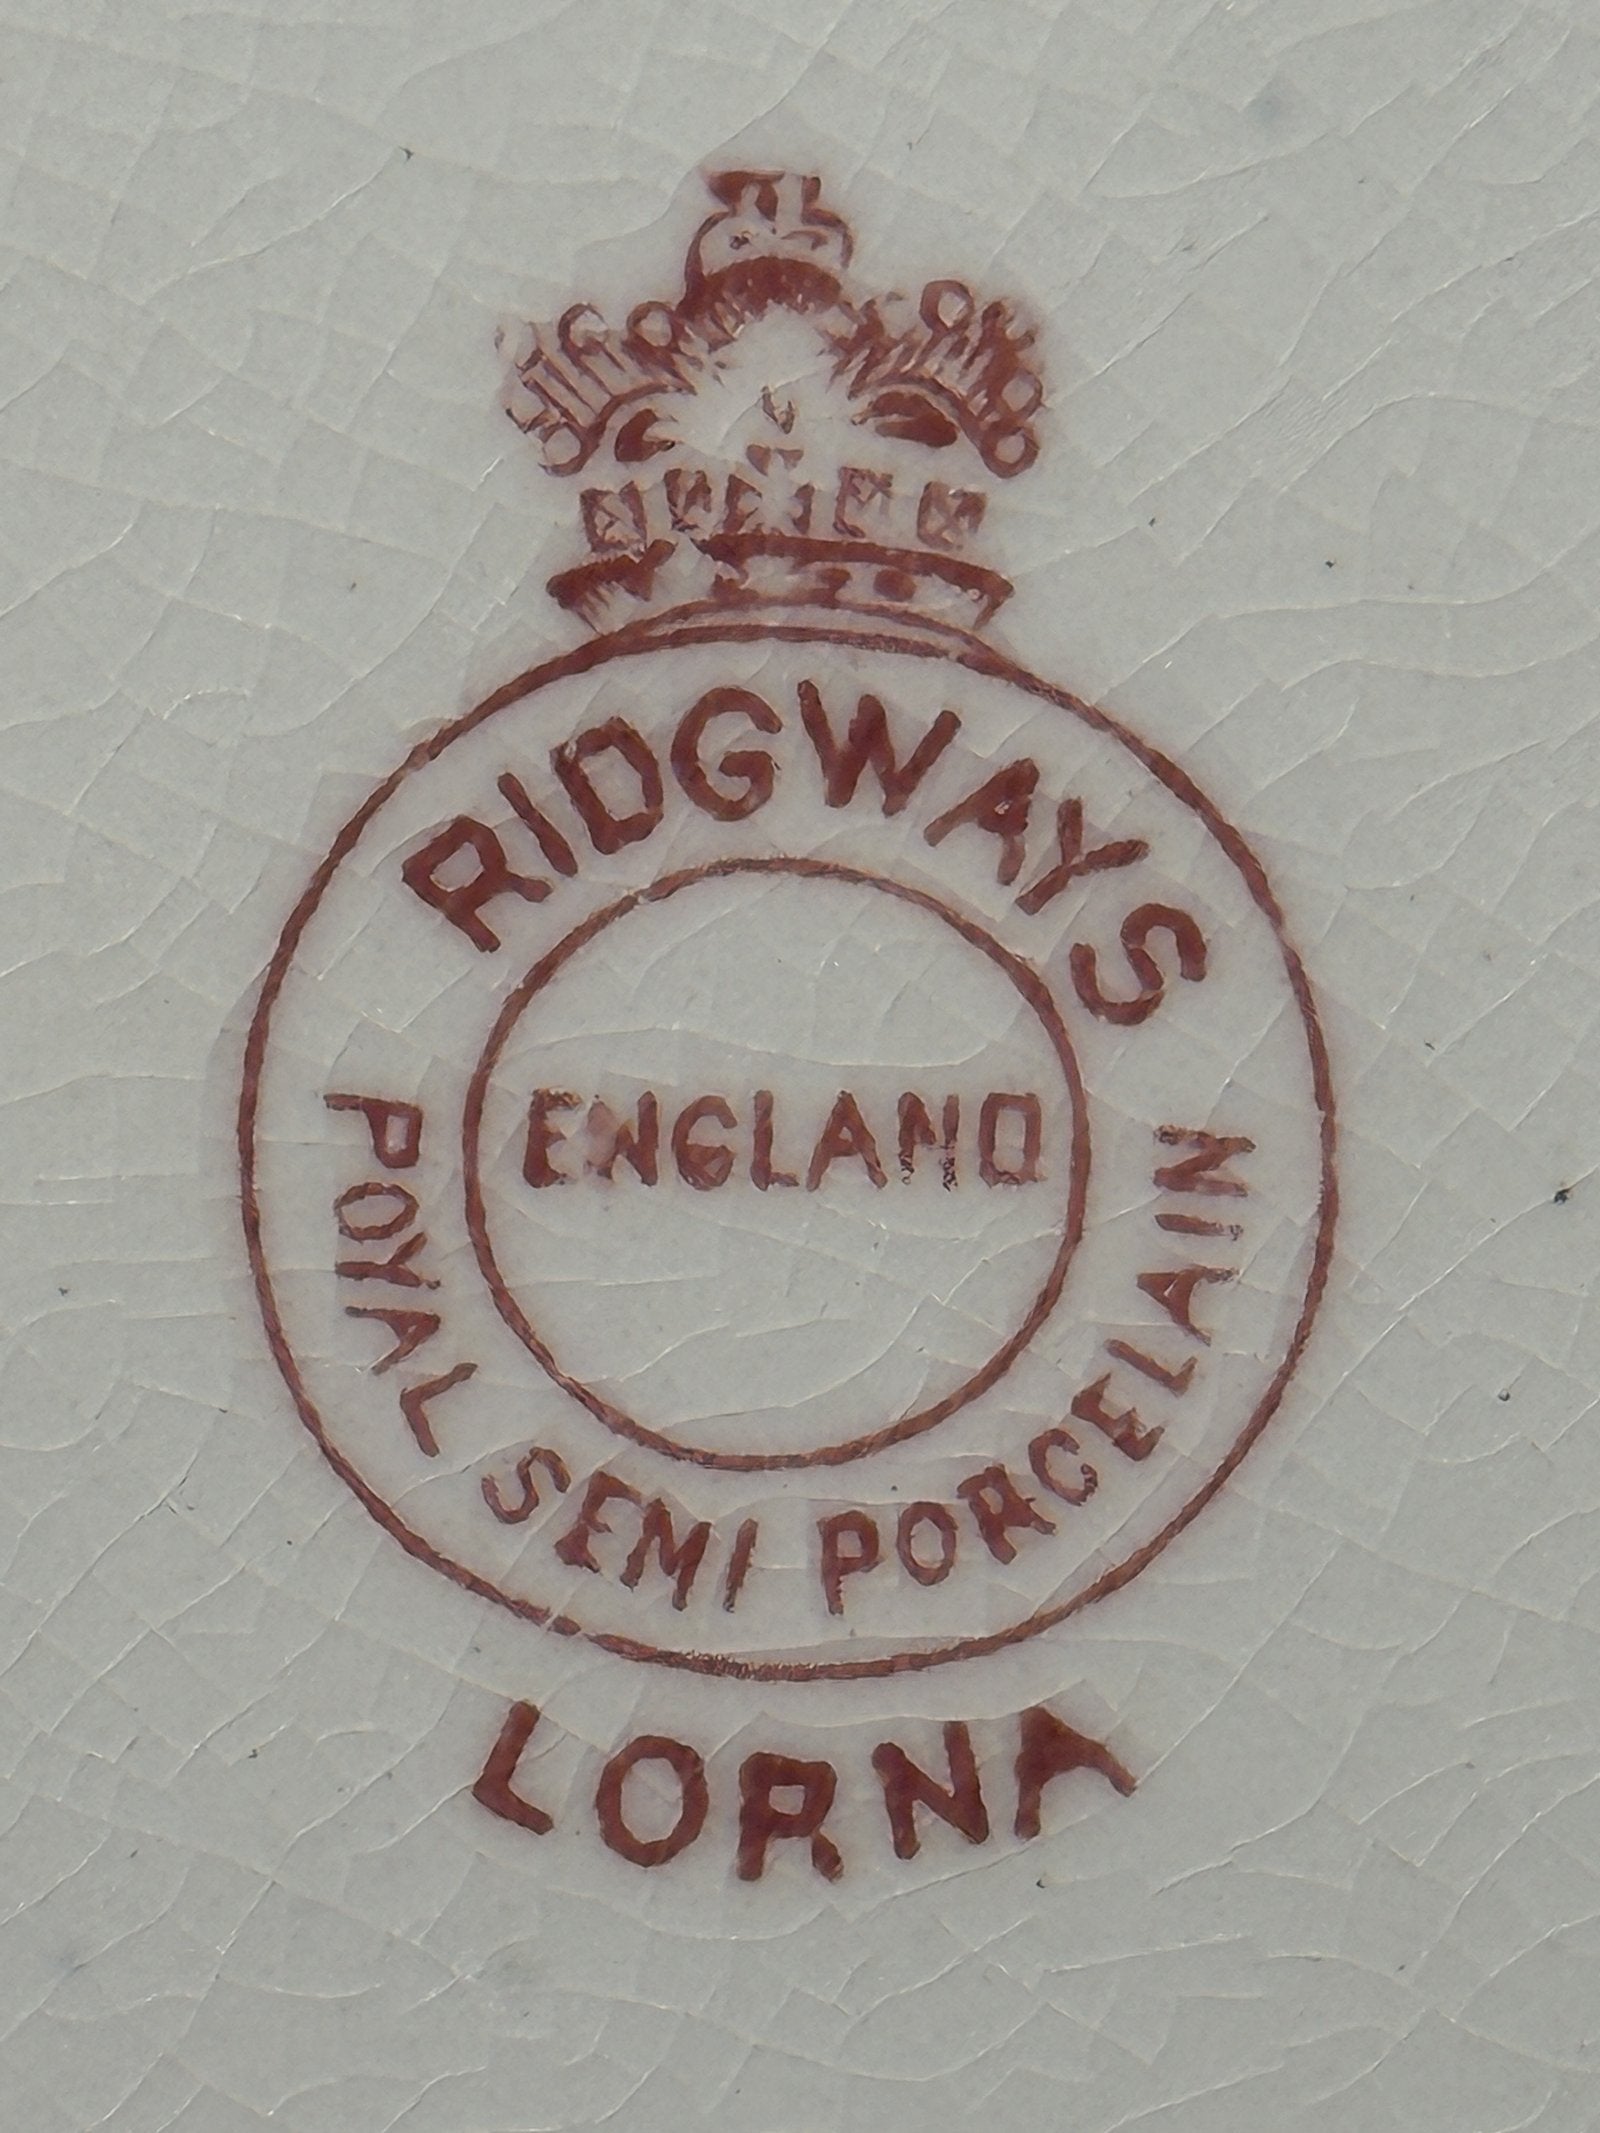 RIDGWAYS
ENGLAND
ROYAL SEMI PORCELAIN
LORNA